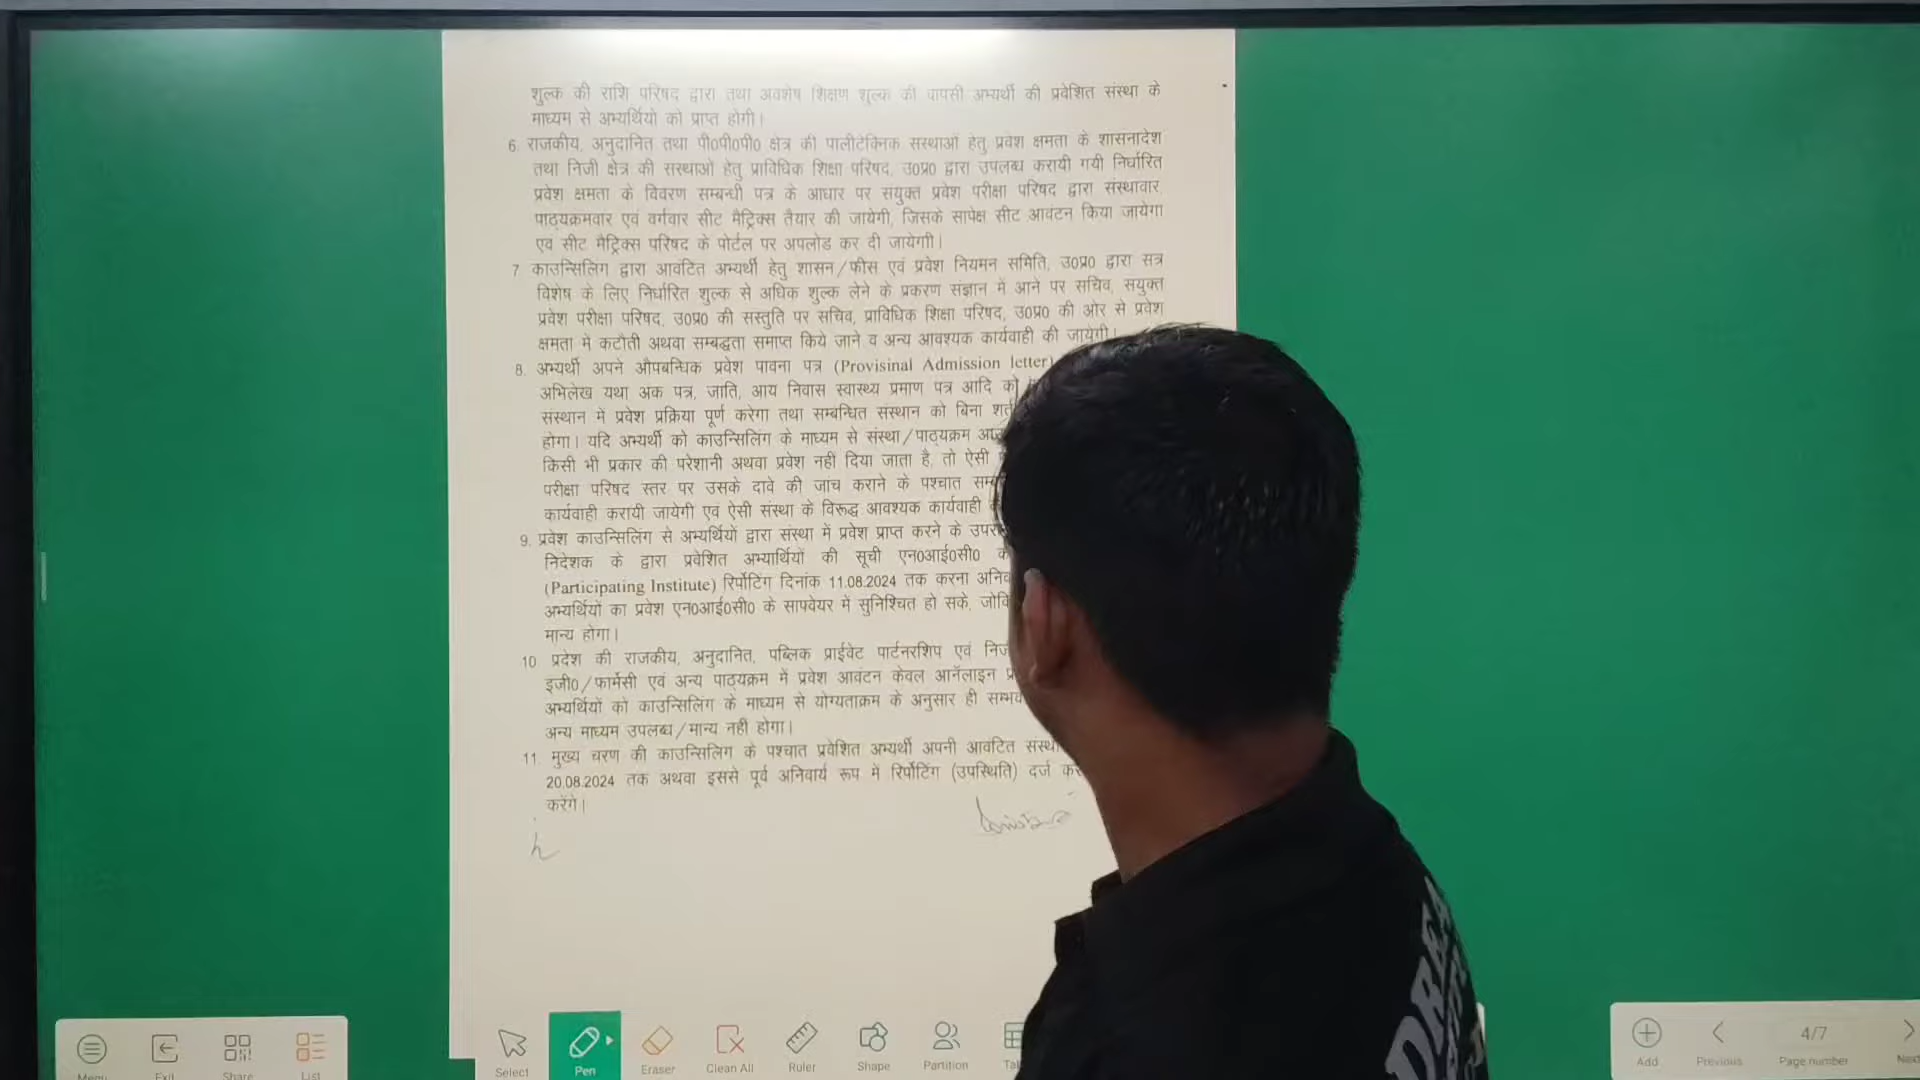 शुल्क की राशि परिषद द्वारा तथा अवशेष शिक्षण शुल्क की वापसी अभ्यर्थी की प्रवेशित संस्था के
माध्यम से अभ्यर्थियो को प्राप्त होगी।
6. राजकीय, अनुदानित तथा पी0पी0पी0 क्षेत्र की पालीटेक्निक संस्थाओं हेतु प्रवेश क्षमता के शासनादेश
तथा निजी क्षेत्र की संस्थाओं हेतु प्राविधिक शिक्षा परिषद, उ0प्र0 द्वारा उपलब्ध करायी गयी निर्धारित
प्रवेश क्षमता के विवरण सम्बन्धी पत्र के आधार पर संयुक्त प्रवेश परीक्षा परिषद द्वारा संस्थावार
पाठ्यक्रमवार एवं वर्गवार सीट मैट्रिक्स तैयार की जायेगी, जिसके सापेक्ष सीट आवंटन किया जायेगा
एवं सीट मैट्रिक्स परिषद के पोर्टल पर अपलोड कर दी जायेगाी।
7 काउन्सिलिंग द्वारा आवंटित अभ्यर्थी हेतु शासन/फीस एवं प्रवेश नियमन समिति, उ0प्र0 द्वारा सत्र
विशेष के लिए निर्धारित शुल्क से अधिक शुल्क लेने के प्रकरण संज्ञान में आने पर सचिव, संयुक्त
प्रवेश परीक्षा परिषद, उ0प्र0 की संस्तुति पर सचिव, प्राविधिक शिक्षा परिषद, उ0प्र0 की ओर से प्रवेश
क्षमता में कटौती अथवा सम्बद्धता समाप्त किये जाने व अन्य आवश्यक कार्यवाही की जायेगी।
8. अभ्यर्थी अपने औपबन्धिक प्रवेश पावना पत्र (Provisinal Admission letter)
अभिलेख यथा अंक पत्र, जाति, आय निवास स्वास्थ्य प्रमाण पत्र आदि को
संस्थान में प्रवेश प्रक्रिया पूर्ण करेगा तथा सम्बन्धित संस्थान को बिना
होगा। यदि अभ्यर्थी को काउन्सिलिंग के माध्यम से संस्था/पाठ्यक्रम
किसी भी प्रकार की परेशानी अथवा प्रवेश नहीं दिया जाता है, तो ऐसी
परीक्षा परिषद स्तर पर उसके दावे की जांच कराने के पश्चात
कार्यवाही करायी जायेगी एवं ऐसी संस्था के विरूद्ध आवश्यक कार्यवाही
9. प्रवेश काउन्सिलिंग से अभ्यर्थियों द्वारा संस्था में प्रवेश प्राप्त करने के
निदेशक के द्वारा प्रवेशित अभ्यार्थियों की सूची एन0आई0सी0
(Participating Institute) रिर्पोटिंग दिनांक 11.08.2024 तक करना
अभ्यर्थियों का प्रवेश एन0आई0सी0 के सापवेयर में सुनिश्चित हो सके,
मान्य होगा।
10 प्रदेश की राजकीय, अनुदानित, पब्लिक प्राईवेट पार्टनरशिप एवं
इजी0/फार्मेसी एवं अन्य पाठ्यक्रम में प्रवेश आवंटन केवल आनॅलाइन
अभ्यर्थियों को काउन्सिलिंग के माध्यम से योग्यताक्रम के अनुसार ही
अन्य माध्यम उपलब्ध/मान्य नही होगा।
11. मुख्य चरण की काउन्सिलिंग के पश्चात प्रवेशित अभ्यर्थी अपनी आवंटित
20.08.2024 तक अथवा इससे पूर्व अनिवार्य रूप में रिर्पोटिंग (उपस्थिति) दर्ज
करेंगे।
Menu Exit Share List Select Pen Eraser Clean All Ruler Shape Partition
Add Previous 4/7 Page number Next